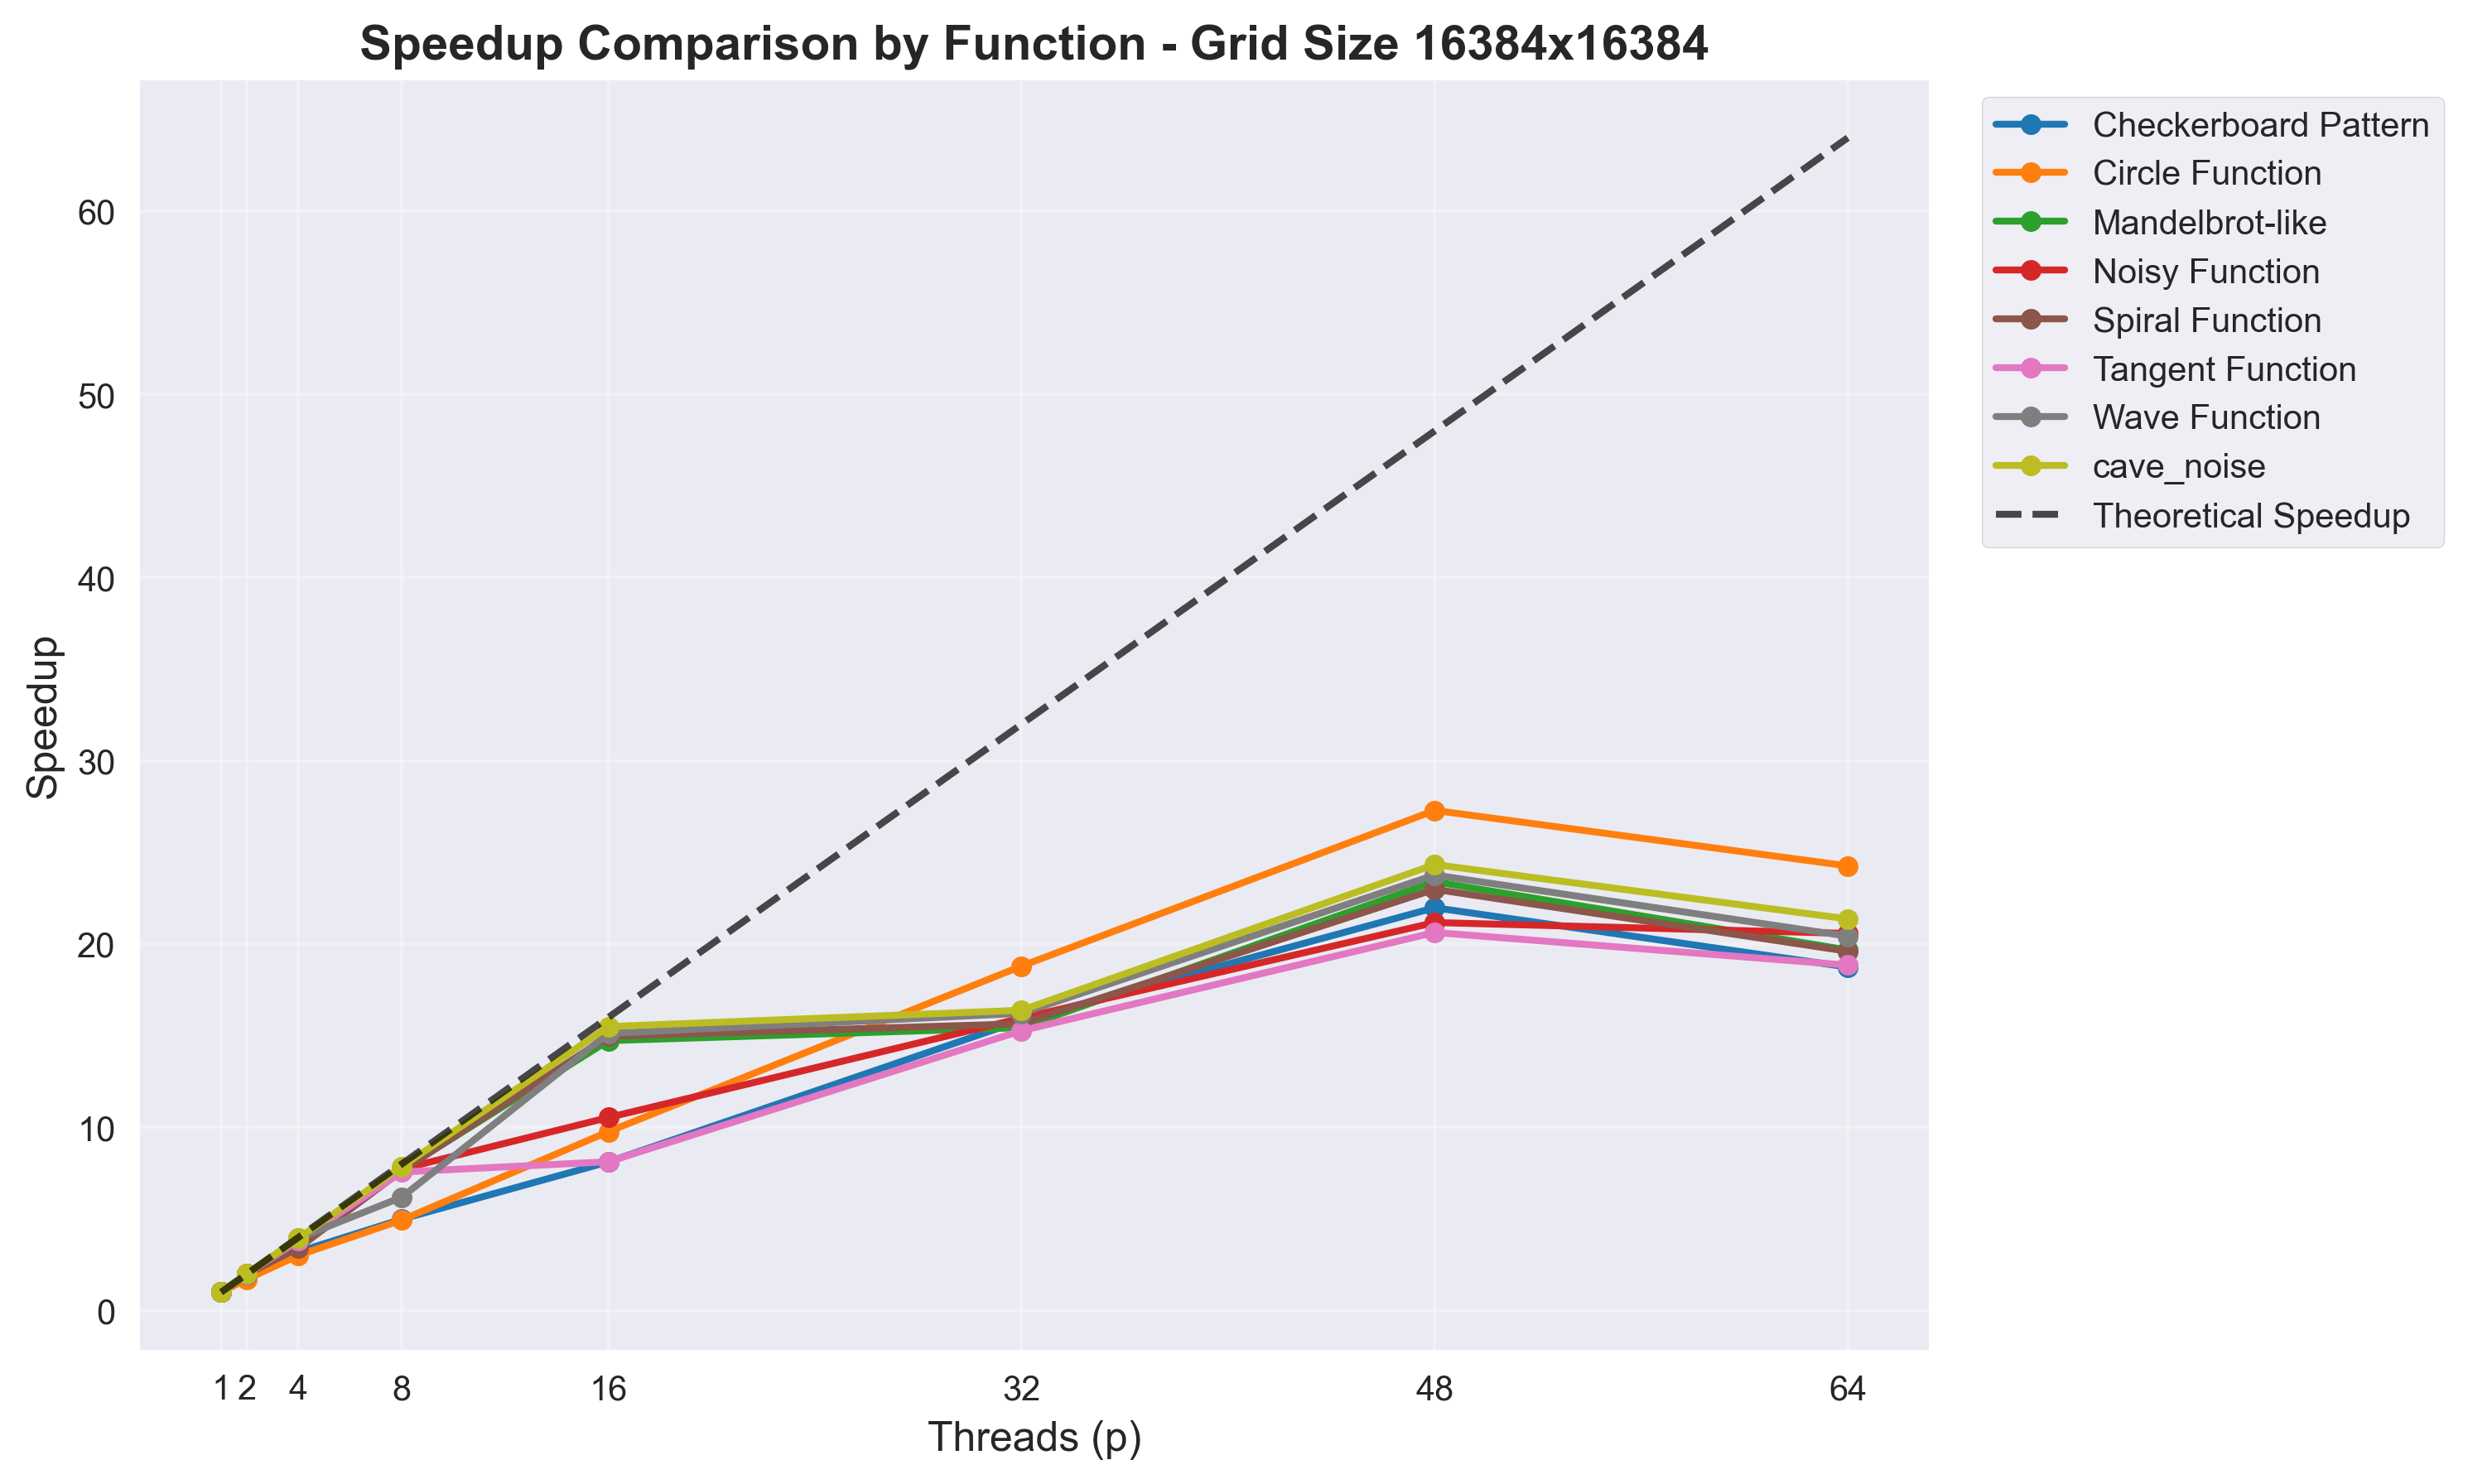 Speedup Comparison by Function - Grid Size 16384x16384
Checkerboard Pattern
Circle Function
Mandelbrot-like
Noisy Function
Spiral Function
Tangent Function
Wave Function
cave_noise
Theoretical Speedup
Speedup
60
50
40
30
20
10
0
1 2 4 8 16 32 48 64
Threads (p)